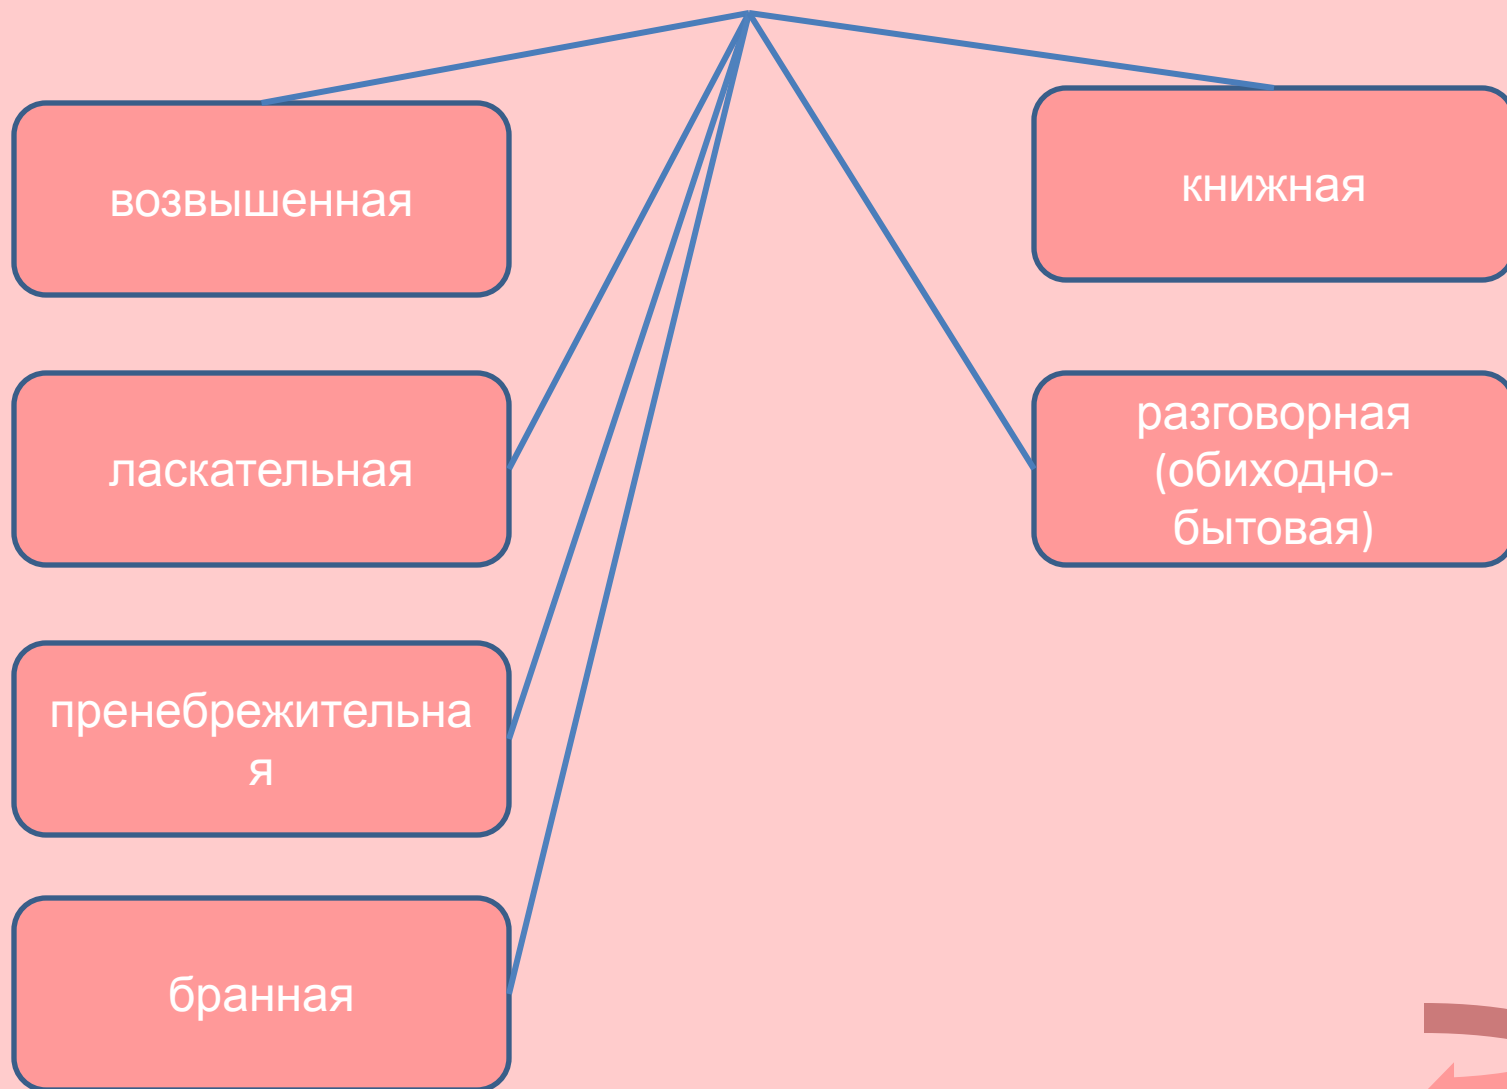 возвышенная
ласкательная
пренебрежительна
я
бранная
книжная
разговорная
(обиходно-
бытовая)